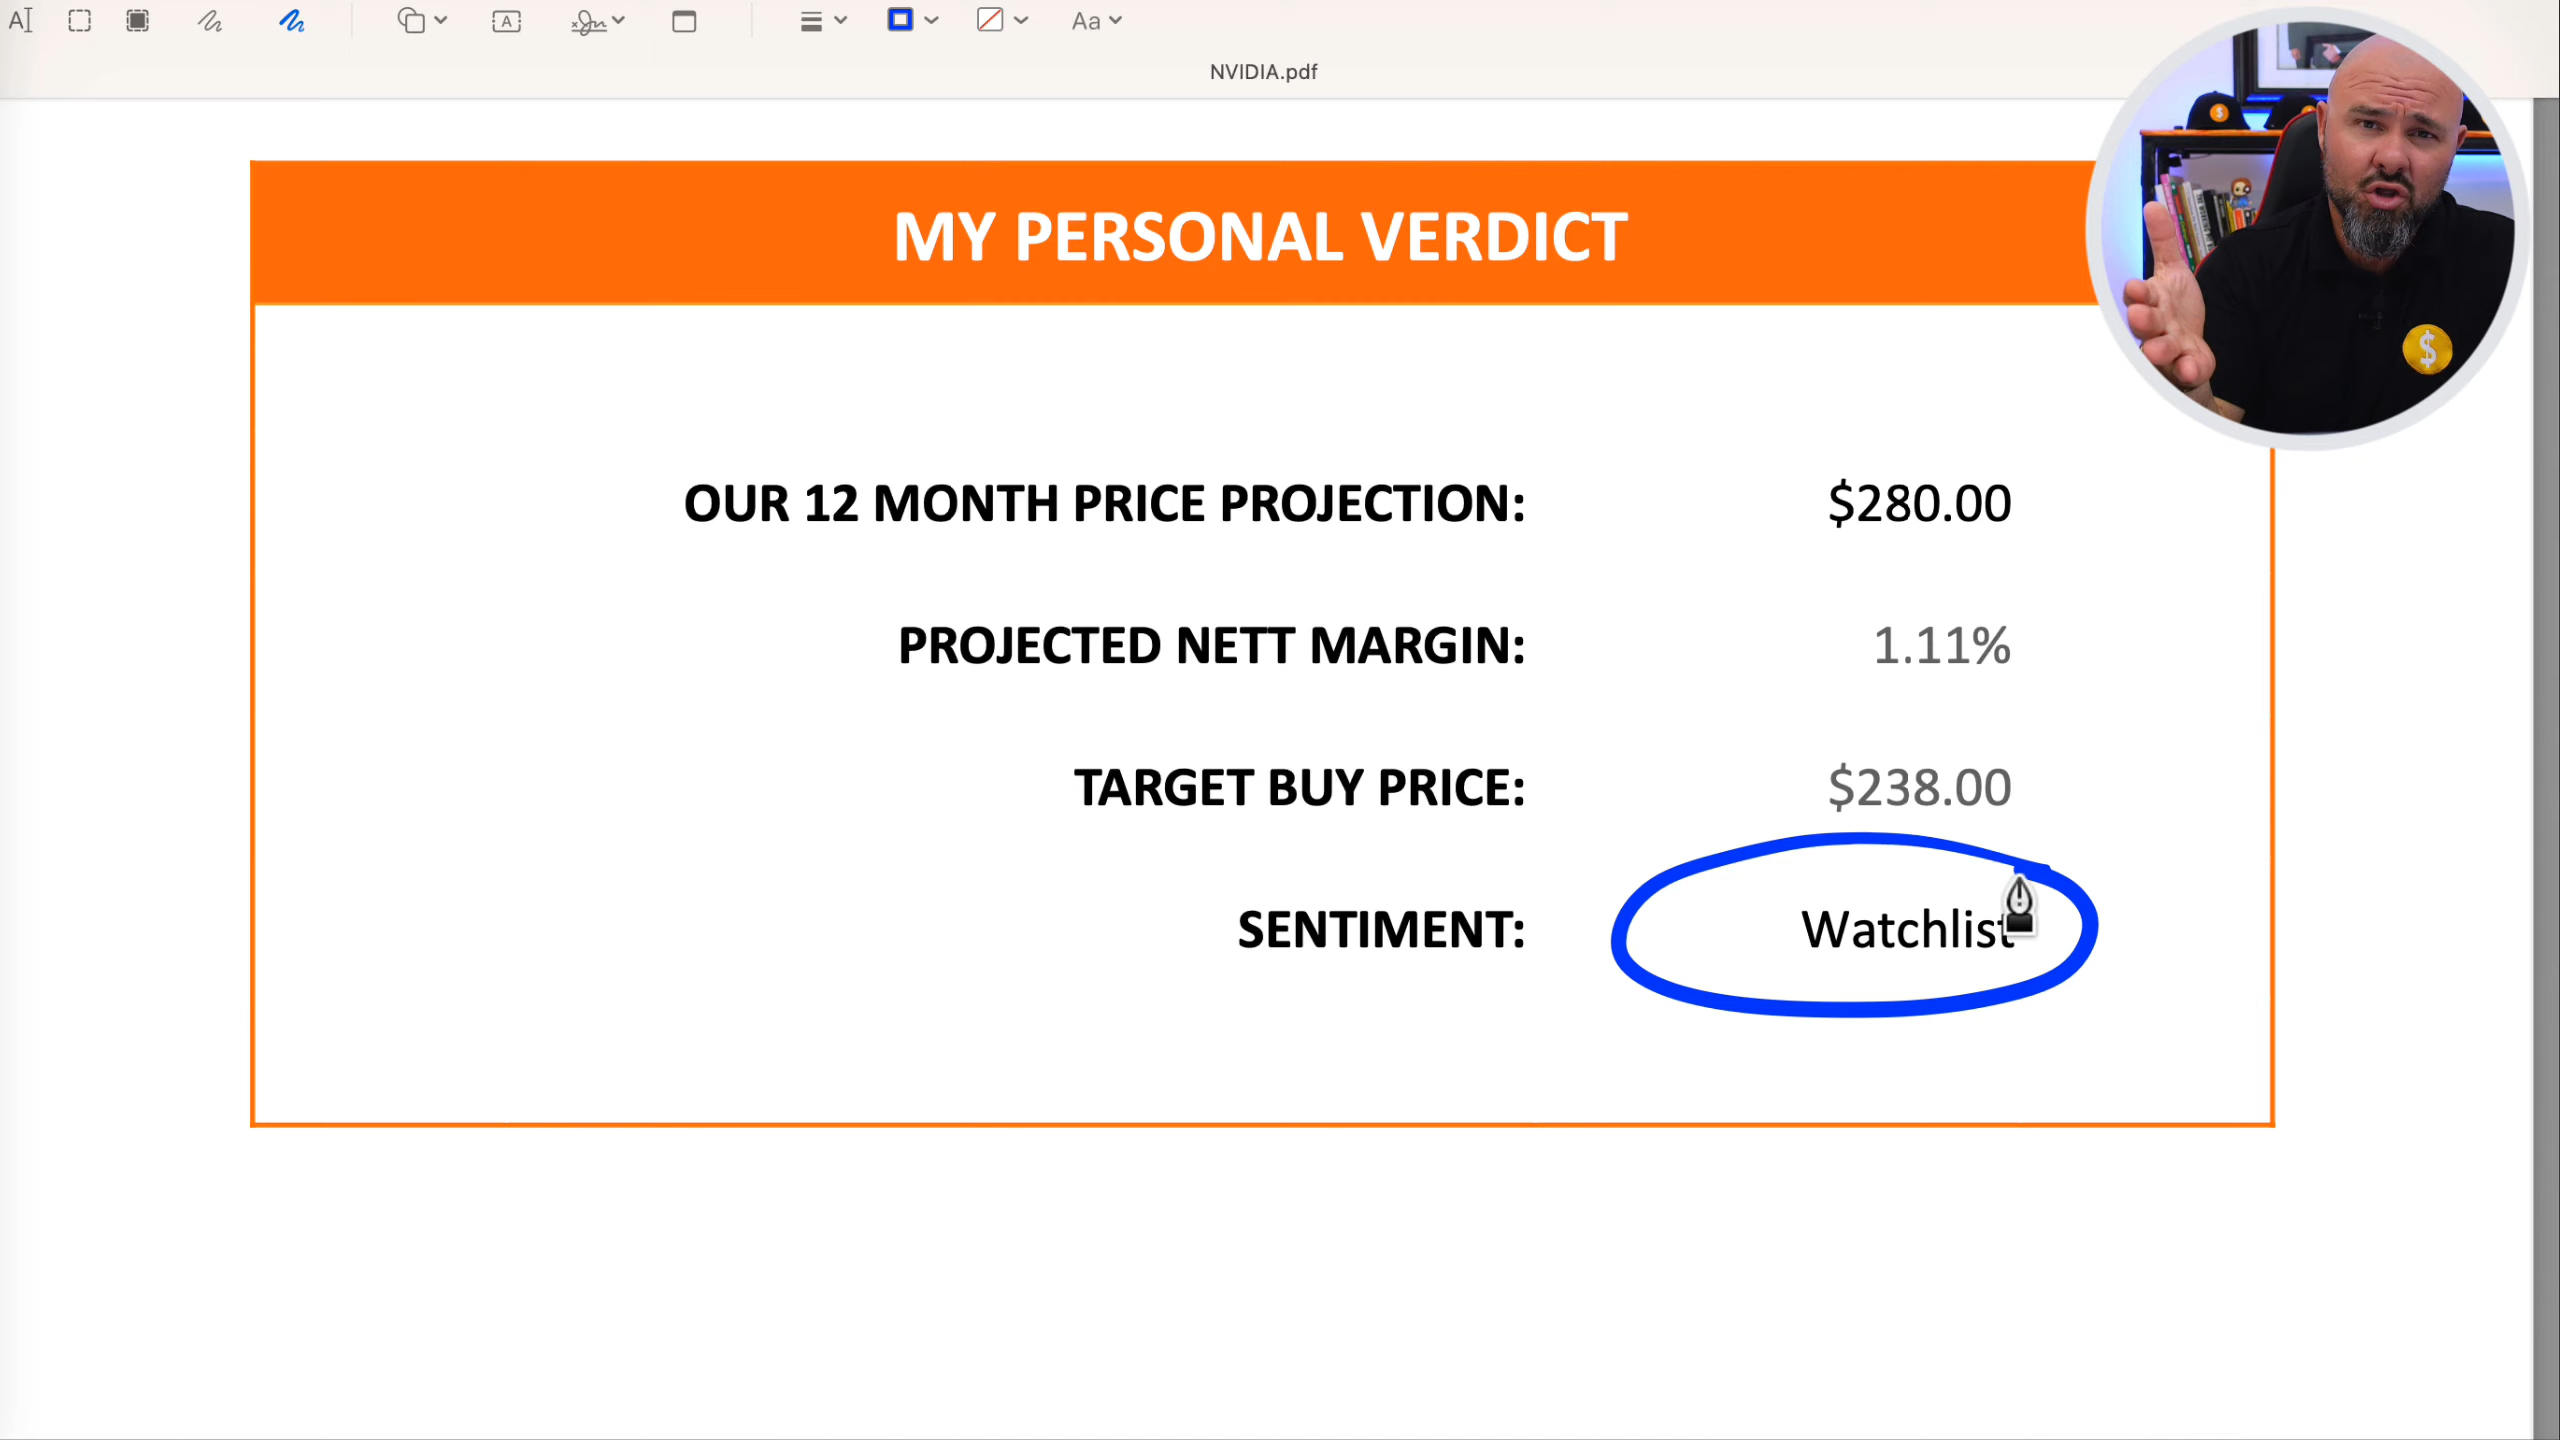 NVIDIA.pdf
MY PERSONAL VERDICT
OUR 12 MONTH PRICE PROJECTION: $280.00
PROJECTED NETT MARGIN: 1.11%
TARGET BUY PRICE: $238.00
SENTIMENT: Watchlist
A
A
Aa
$
$